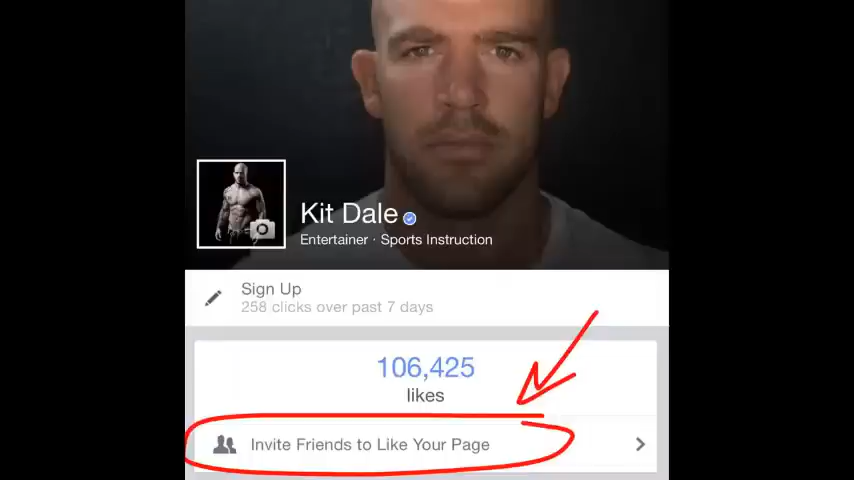 Kit Dale
Entertainer · Sports Instruction
Sign Up
258 clicks over past 7 days
106,425
likes
Invite Friends to Like Your Page